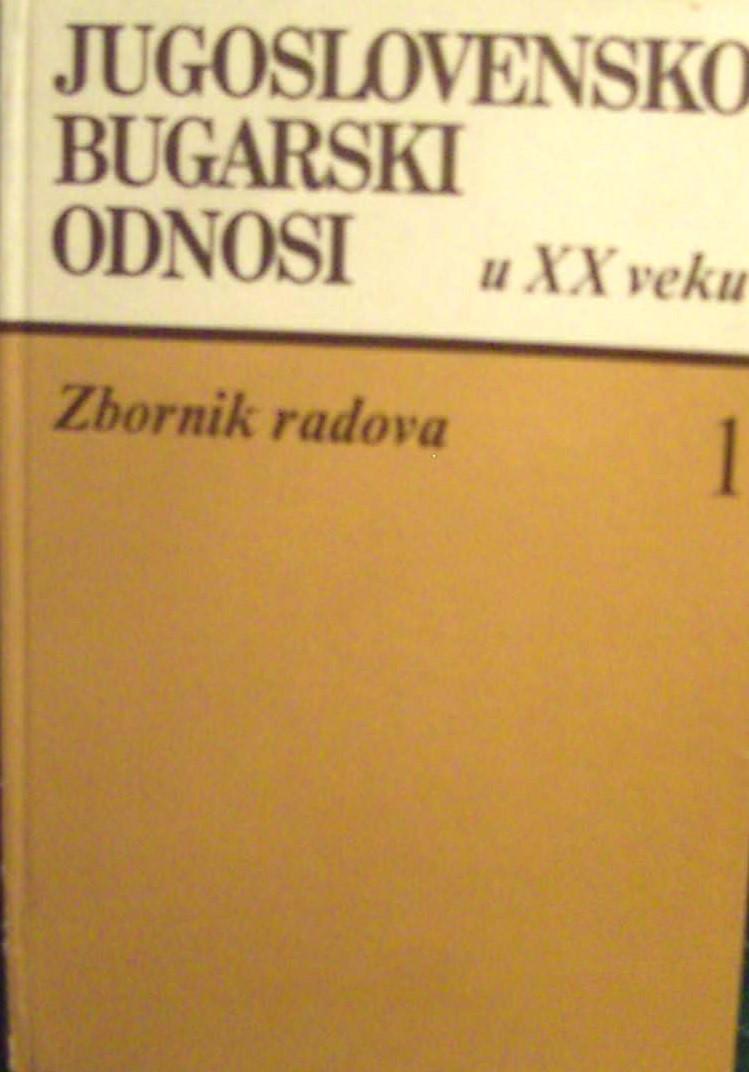 JUGOSLOVENSKO
BUGARSKI
ODNOSI
u XX veku
Zbornik radova
1